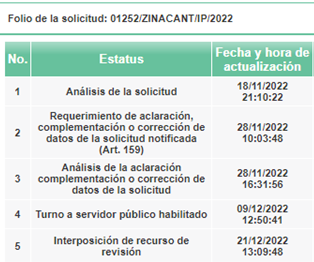 Folio de la solicitud: 01252/ZINACANT/IP/2022
No. Estatus Fecha y hora de actualización
1 Análisis de la solicitud 18/11/2022 21:10:22
2 Requerimiento de aclaración, complementación o corrección de datos de la solicitud notificada (Art. 159) 28/11/2022 10:03:48
3 Análisis de la aclaración complementación o corrección de datos de la solicitud 28/11/2022 16:31:56
4 Turno a servidor público habilitado 09/12/2022 12:50:41
5 Interposición de recurso de revisión 21/12/2022 13:09:48